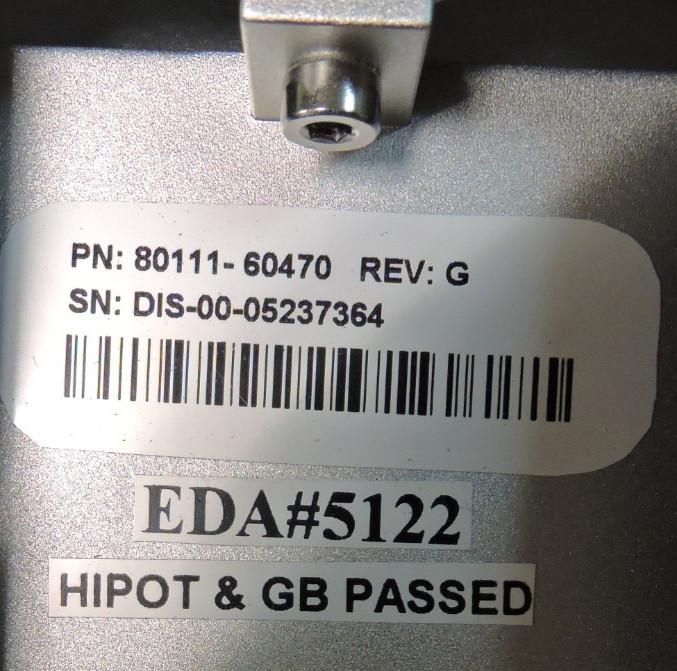 PN: 80111- 60470 REV: G
SN: DIS-00-05237364
EDA#5122
HIPOT & GB PASSED